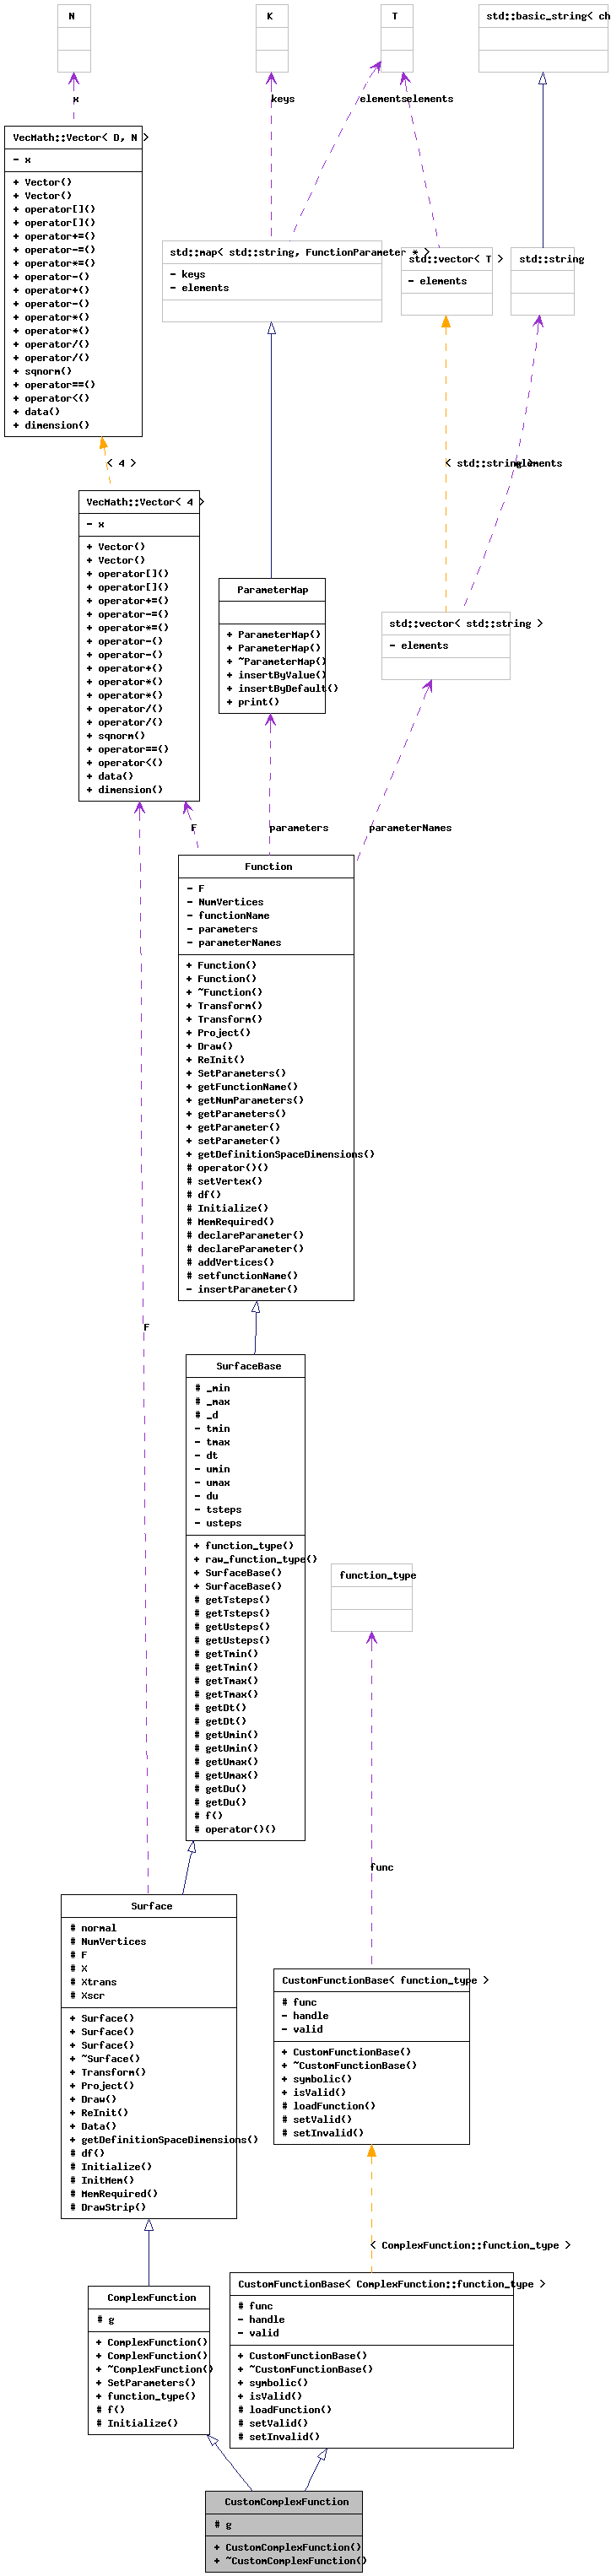 N
K
T
std::basic_string< ch
x
keys
elements
elements
VecMath::Vector< D, N >
- x
+ Vector()
+ Vector()
+ operator[]()
+ operator[]()
+ operator+=()
+ operator-=()
+ operator*=()
+ operator-()
+ operator+()
+ operator-()
+ operator*()
+ operator*()
+ operator/()
+ operator/()
+ sqnorm()
+ operator==()
+ operator<()
+ data()
+ dimension()
std::map< std::string, FunctionParameter * >
- keys
- elements
std::vector< T >
- elements
std::string
< 4 >
< std::string >
elements
VecMath::Vector< 4 >
- x
+ Vector()
+ Vector()
+ operator[]()
+ operator[]()
+ operator+=()
+ operator-=()
+ operator*=()
+ operator-()
+ operator-()
+ operator+()
+ operator*()
+ operator*()
+ operator/()
+ operator/()
+ sqnorm()
+ operator==()
+ operator<()
+ data()
+ dimension()
ParameterMap
+ ParameterMap()
+ ParameterMap()
+ ~ParameterMap()
+ insertByValue()
+ insertByDefault()
+ print()
std::vector< std::string >
- elements
F
parameters
parameterNames
Function
- F
- NumVertices
- functionName
- parameters
- parameterNames
+ Function()
+ Function()
+ ~Function()
+ Transform()
+ Transform()
+ Project()
+ Draw()
+ ReInit()
+ SetParameters()
+ getFunctionName()
+ getNumParameters()
+ getParameters()
+ getParameter()
+ setParameter()
+ getDefinitionSpaceDimensions()
# operator()()
# setVertex()
# df()
# Initialize()
# MemRequired()
# declareParameter()
# declareParameter()
# addVertices()
# setfunctionName()
- insertParameter()
F
SurfaceBase
# _min
# _max
# _d
- tmin
- tmax
- dt
- umin
- umax
- du
- tsteps
- usteps
+ function_type()
+ raw_function_type()
+ SurfaceBase()
+ SurfaceBase()
# getTsteps()
# getTsteps()
# getUsteps()
# getUsteps()
# getTmin()
# getTmin()
# getTmax()
# getTmax()
# getDt()
# getDt()
# getUmin()
# getUmin()
# getUmax()
# getUmax()
# getDu()
# getDu()
# f()
# operator()()
function_type
func
Surface
# normal
# NumVertices
# F
# X
# Xtrans
# Xscr
+ Surface()
+ Surface()
+ Surface()
+ ~Surface()
+ Transform()
+ Project()
+ Draw()
+ ReInit()
+ Data()
+ getDefinitionSpaceDimensions()
# df()
# Initialize()
# InitMem()
# MemRequired()
# DrawStrip()
CustomFunctionBase< function_type >
# func
- handle
- valid
+ CustomFunctionBase()
+ ~CustomFunctionBase()
+ symbolic()
+ isValid()
# loadFunction()
# setValid()
# setInvalid()
< ComplexFunction::function_type >
ComplexFunction
# g
+ ComplexFunction()
+ ComplexFunction()
+ ~ComplexFunction()
+ SetParameters()
+ function_type()
# f()
# Initialize()
CustomFunctionBase< ComplexFunction::function_type >
# func
- handle
- valid
+ CustomFunctionBase()
+ ~CustomFunctionBase()
+ symbolic()
+ isValid()
# loadFunction()
# setValid()
# setInvalid()
CustomComplexFunction
# g
+ CustomComplexFunction()
+ ~CustomComplexFunction()